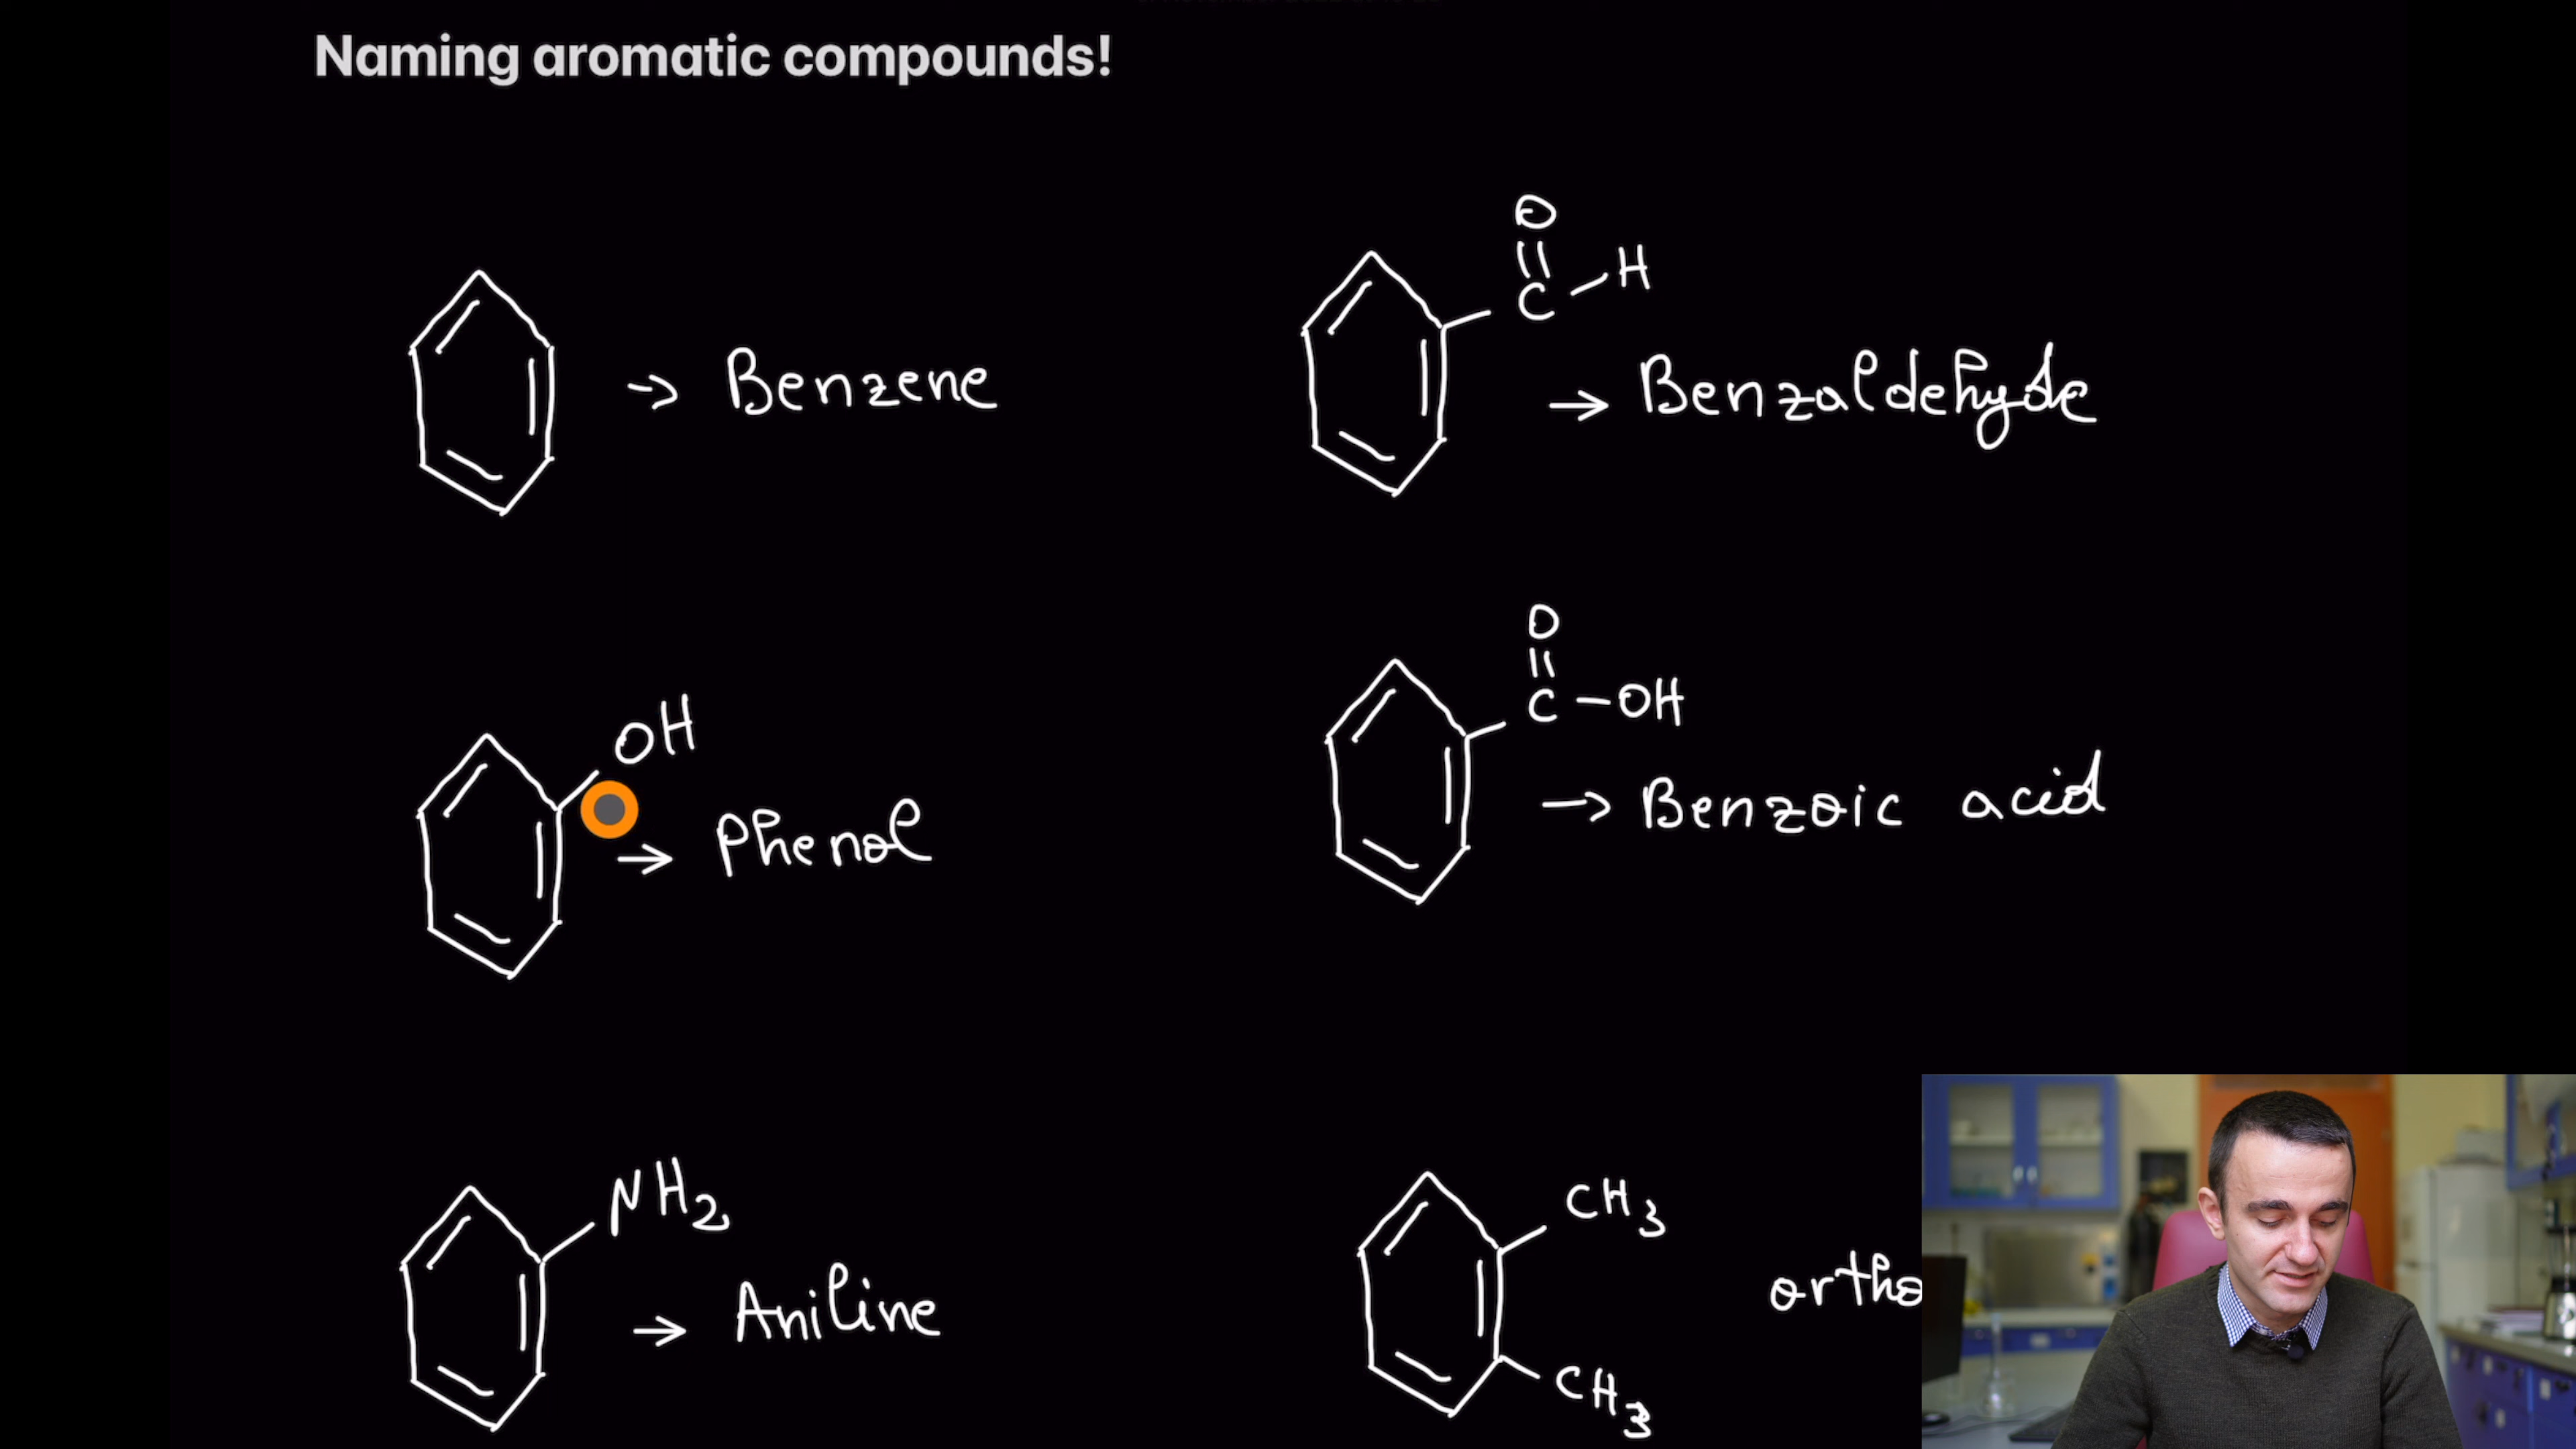 Naming aromatic compounds!
→ Benzene
O
C
H
→ Benzaldehyde
OH
→ Phenol
O
C
OH
→ Benzoic acid
NH2
→ Aniline
CH3
CH3
ortho